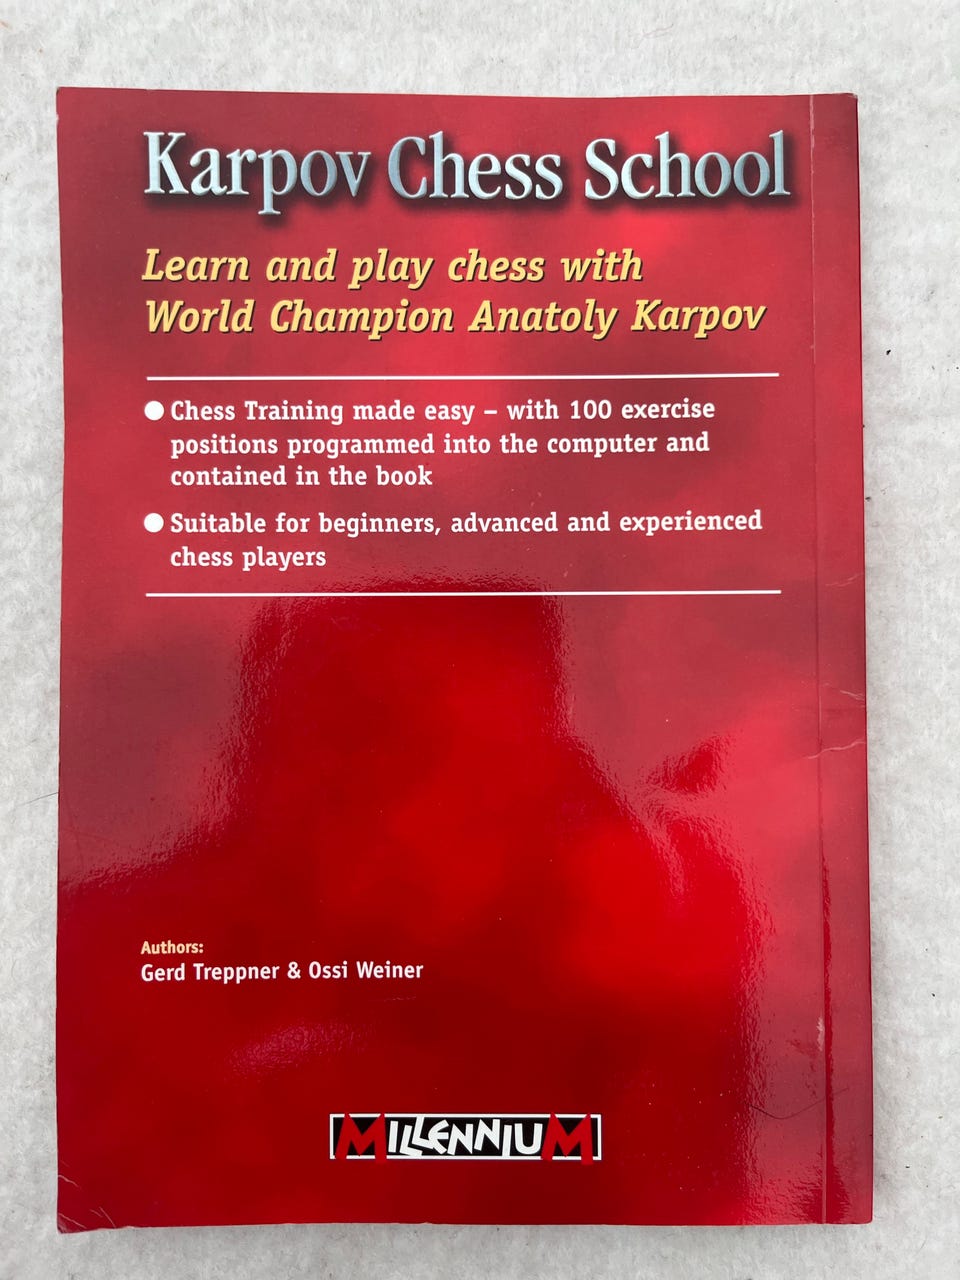 Karpov Chess School
Learn and play chess with
World Champion Anatoly Karpov
● Chess Training made easy – with 100 exercise
positions programmed into the computer and
contained in the book
● Suitable for beginners, advanced and experienced
chess players
Authors:
Gerd Treppner & Ossi Weiner
MILLENNIUM